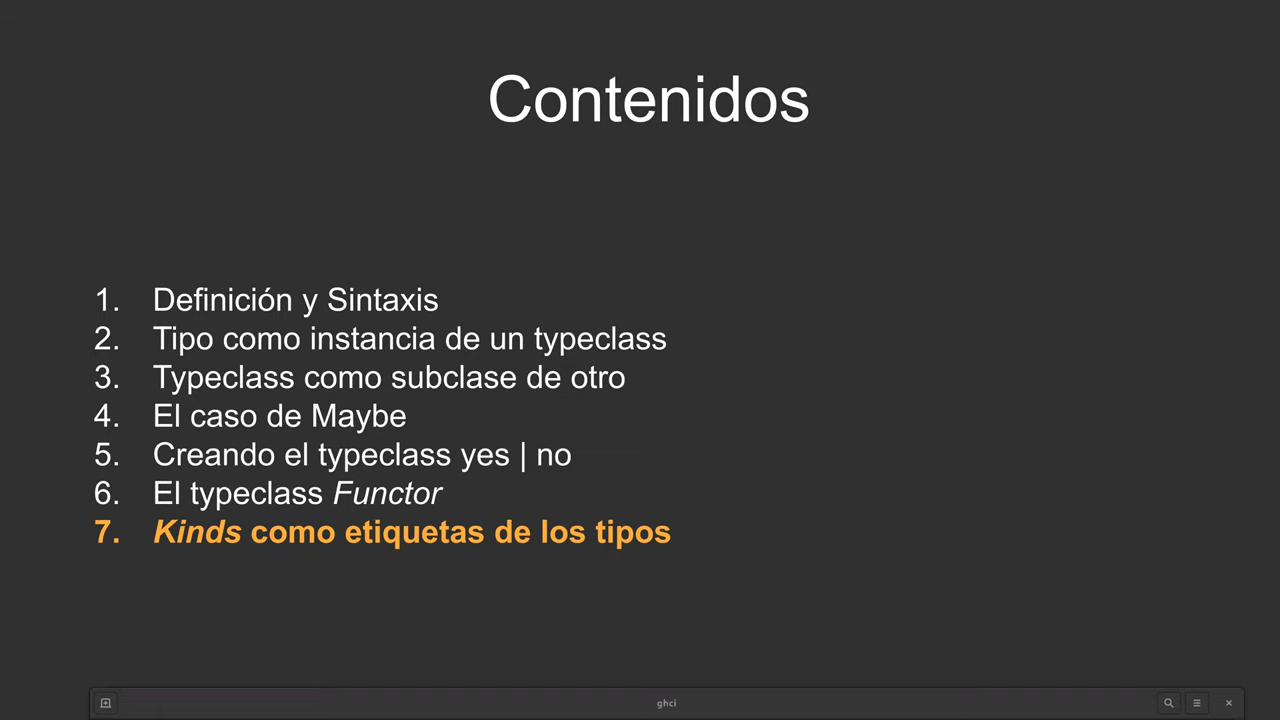 Contenidos
1. Definición y Sintaxis
2. Tipo como instancia de un typeclass
3. Typeclass como subclase de otro
4. El caso de Maybe
5. Creando el typeclass yes | no
6. El typeclass Functor
7. Kinds como etiquetas de los tipos
ghci